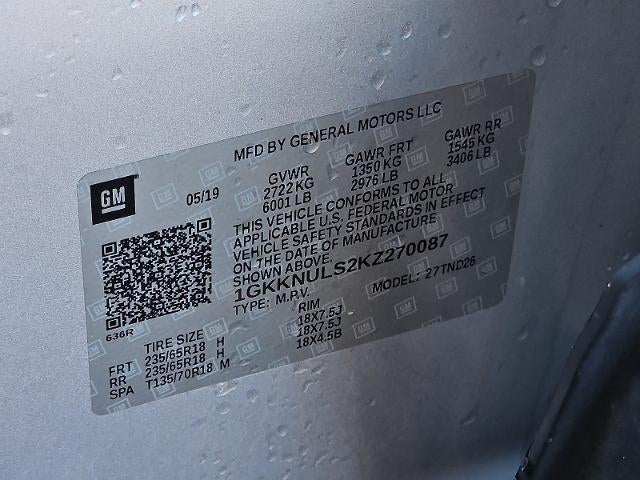 MFD BY GENERAL MOTORS LLC
GM
05/19
GVWR GAWR FRT GAWR RR
2722 KG 1350 KG 1545 KG
6001 LB 2976 LB 3406 LB
THIS VEHICLE CONFORMS TO ALL
APPLICABLE U.S. FEDERAL MOTOR
VEHICLE SAFETY STANDARDS IN EFFECT
ON THE DATE OF MANUFACTURE
SHOWN ABOVE.
1GKKNULS2KZ270087
TYPE: M.P.V. MODEL: 27TND26
636R
TIRE SIZE RIM
FRT 235/65R18 H 18X7.5J
RR 235/65R18 H 18X7.5J
SPA T135/70R18 M 18X4.5B